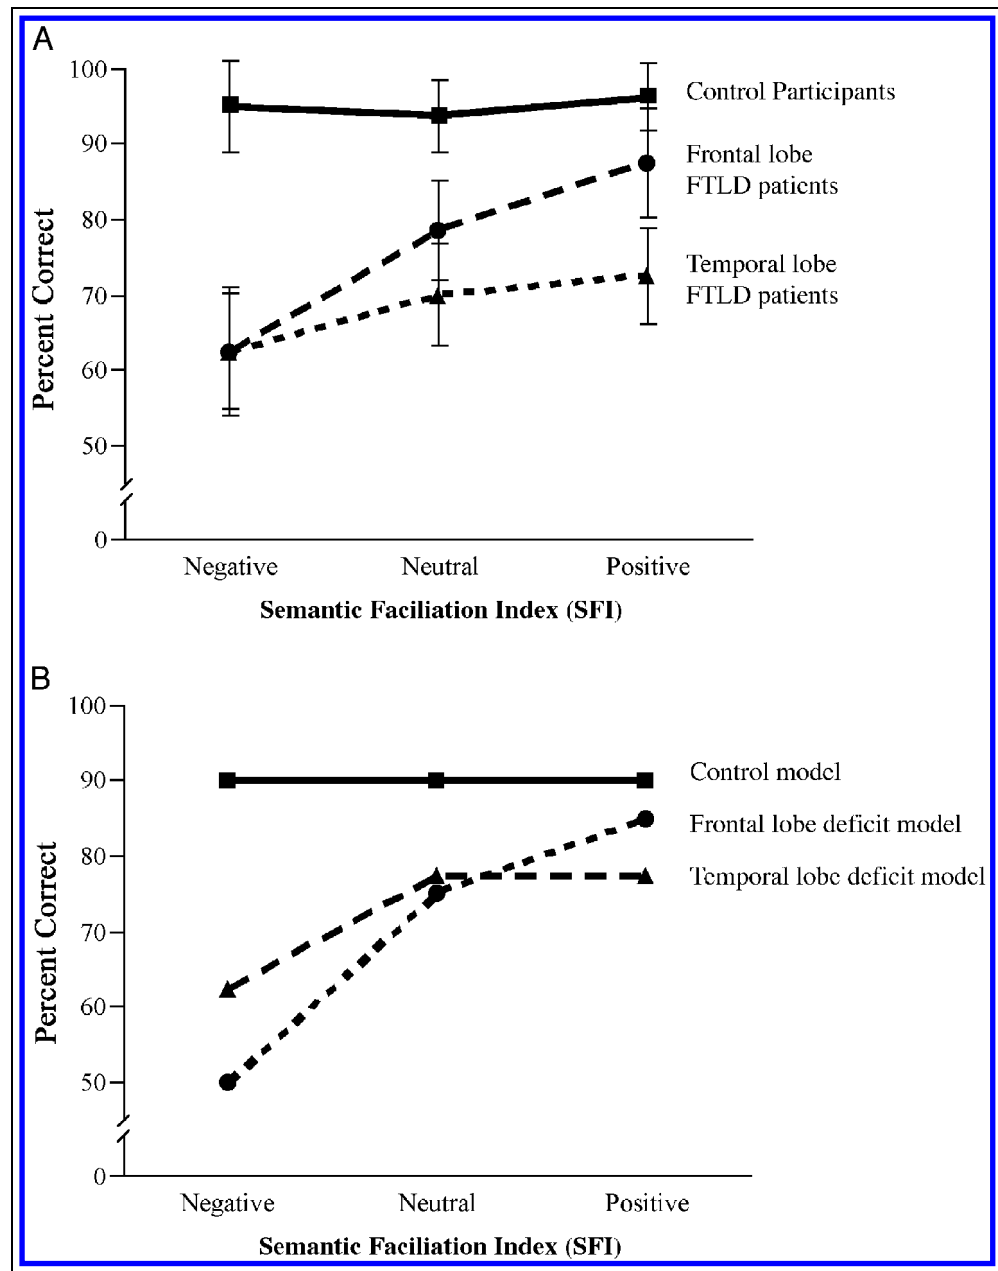 A
100
Control Participants
90
Frontal lobe
FTLD patients
80
Temporal lobe
FTLD patients
70
60
50
0
Percent Correct
Negative
Neutral
Positive
Semantic Faciliation Index (SFI)
B
100
90
Control model
Frontal lobe deficit model
80
Temporal lobe deficit model
70
60
50
0
Percent Correct
Negative
Neutral
Positive
Semantic Faciliation Index (SFI)